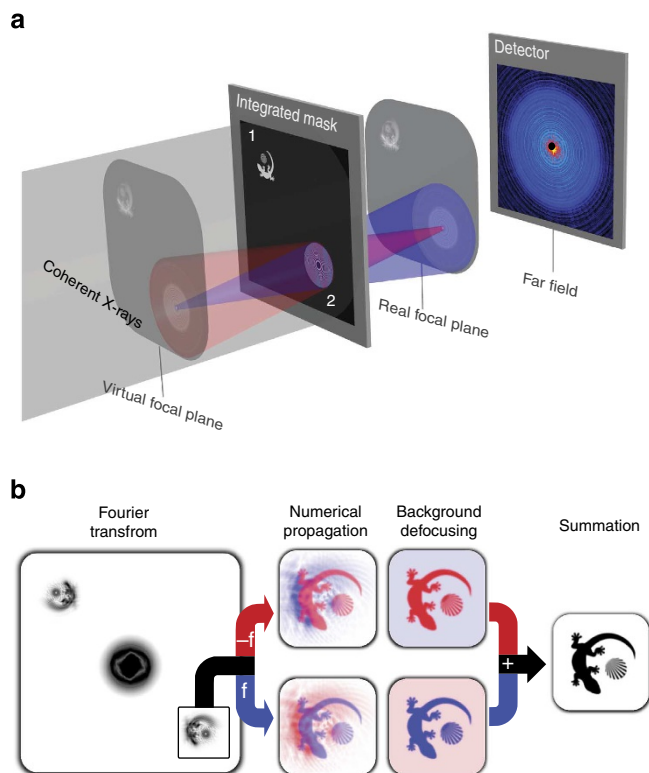 a
Detector
Integrated mask
1
Coherent X-rays
2
Real focal plane
Far field
Virtual focal plane
b
Fourier
transfrom
Numerical
propagation
Background
defocusing
Summation
–f
f
+